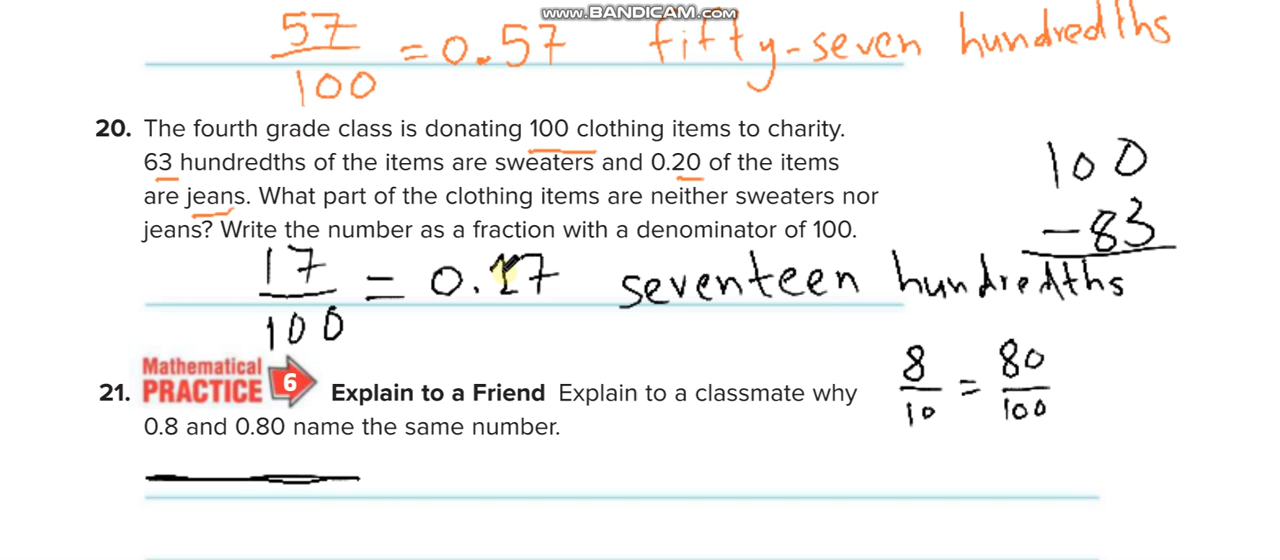 www.BANDICAM.com
57/100 = 0.57 fifty-seven hundredths
20. The fourth grade class is donating 100 clothing items to charity.
63 hundredths of the items are sweaters and 0.20 of the items
are jeans. What part of the clothing items are neither sweaters nor
jeans? Write the number as a fraction with a denominator of 100.
100
-83
17/100 = 0.17 seventeen hundredths
Mathematical
PRACTICE 6
21. Explain to a Friend Explain to a classmate why
0.8 and 0.80 name the same number.
8/10 = 80/100